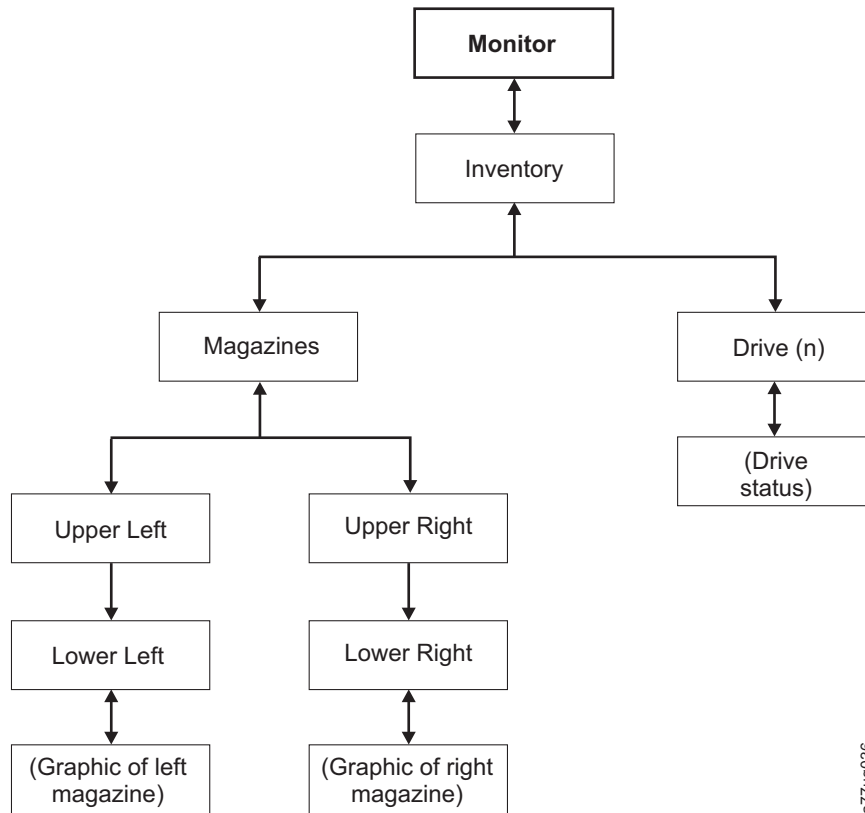 Monitor
Inventory
Magazines
Drive (n)
(Drive
status)
Upper Left
Upper Right
Lower Left
Lower Right
(Graphic of left
magazine)
(Graphic of right
magazine)